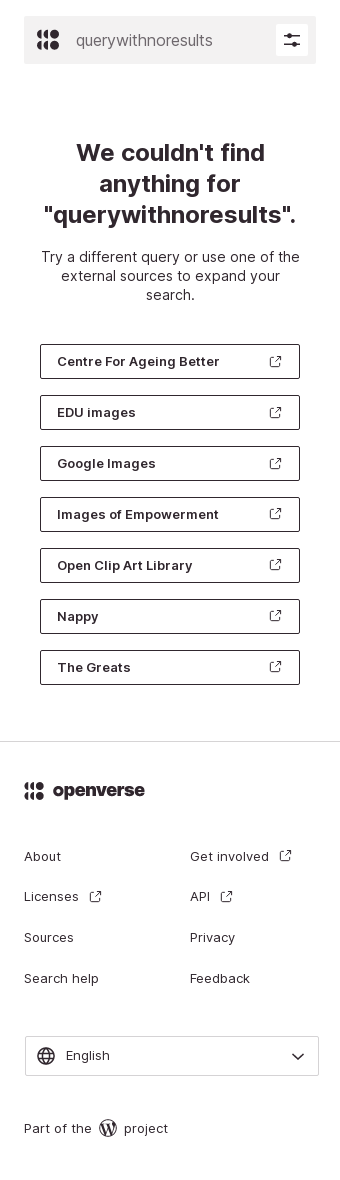 querywithnoresults
We couldn't find
anything for
"querywithnoresults".
Try a different query or use one of the
external sources to expand your
search.
Centre For Ageing Better
EDU images
Google Images
Images of Empowerment
Open Clip Art Library
Nappy
The Greats
openverse
About
Get involved
Licenses
API
Sources
Privacy
Search help
Feedback
English
Part of the project